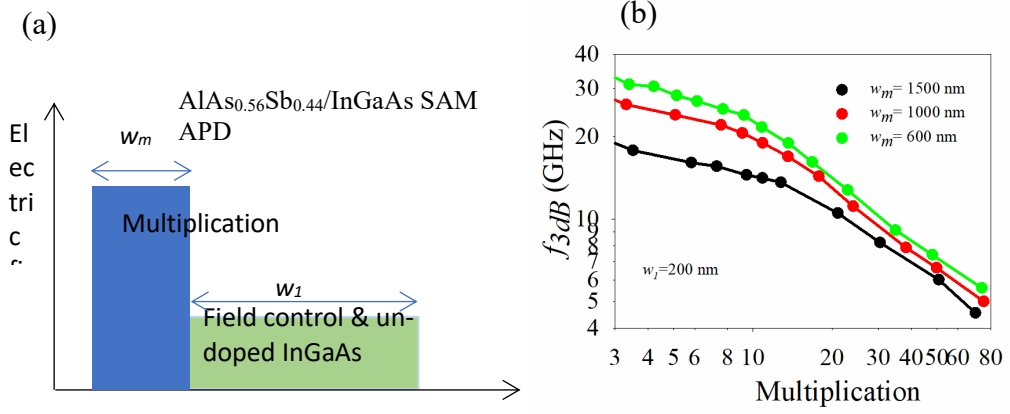 (a)
AlAs0.56Sb0.44/InGaAs SAM
APD
wm
El
ec
tri
c
Multiplication
w1
Field control & un-
doped InGaAs
(b)
f3dB (GHz)
40
30
20
10
9
8
7
6
5
4
wm= 1500 nm
wm= 1000 nm
wm= 600 nm
w1=200 nm
3 4 5 6 8 10 20 30 40 50 60 80
Multiplication